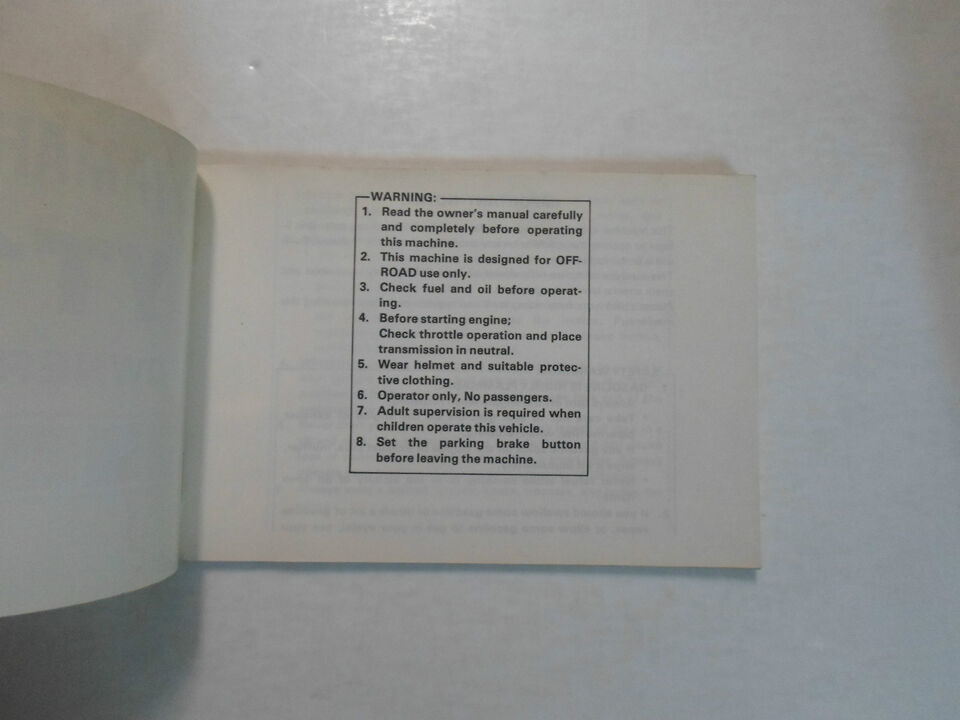 WARNING:
1. Read the owner's manual carefully
and completely before operating
this machine.
2. This machine is designed for OFF-
ROAD use only.
3. Check fuel and oil before operat-
ing.
4. Before starting engine;
Check throttle operation and place
transmission in neutral.
5. Wear helmet and suitable protec-
tive clothing.
6. Operator only, No passengers.
7. Adult supervision is required when
children operate this vehicle.
8. Set the parking brake button
before leaving the machine.